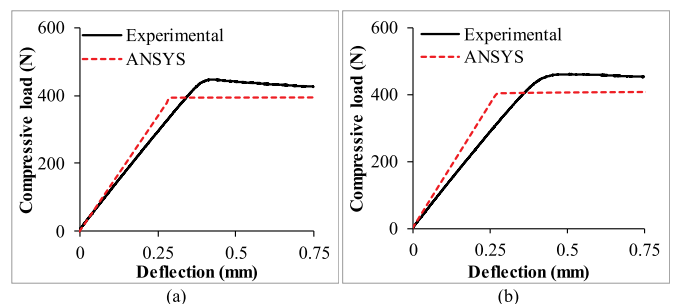 600
Experimental
ANSYS
400
200
0
Compressive load (N)
0
0.25
0.5
0.75
Deflection (mm)
(a)
600
Experimental
ANSYS
400
200
0
Compressive load (N)
0
0.25
0.5
0.75
Deflection (mm)
(b)